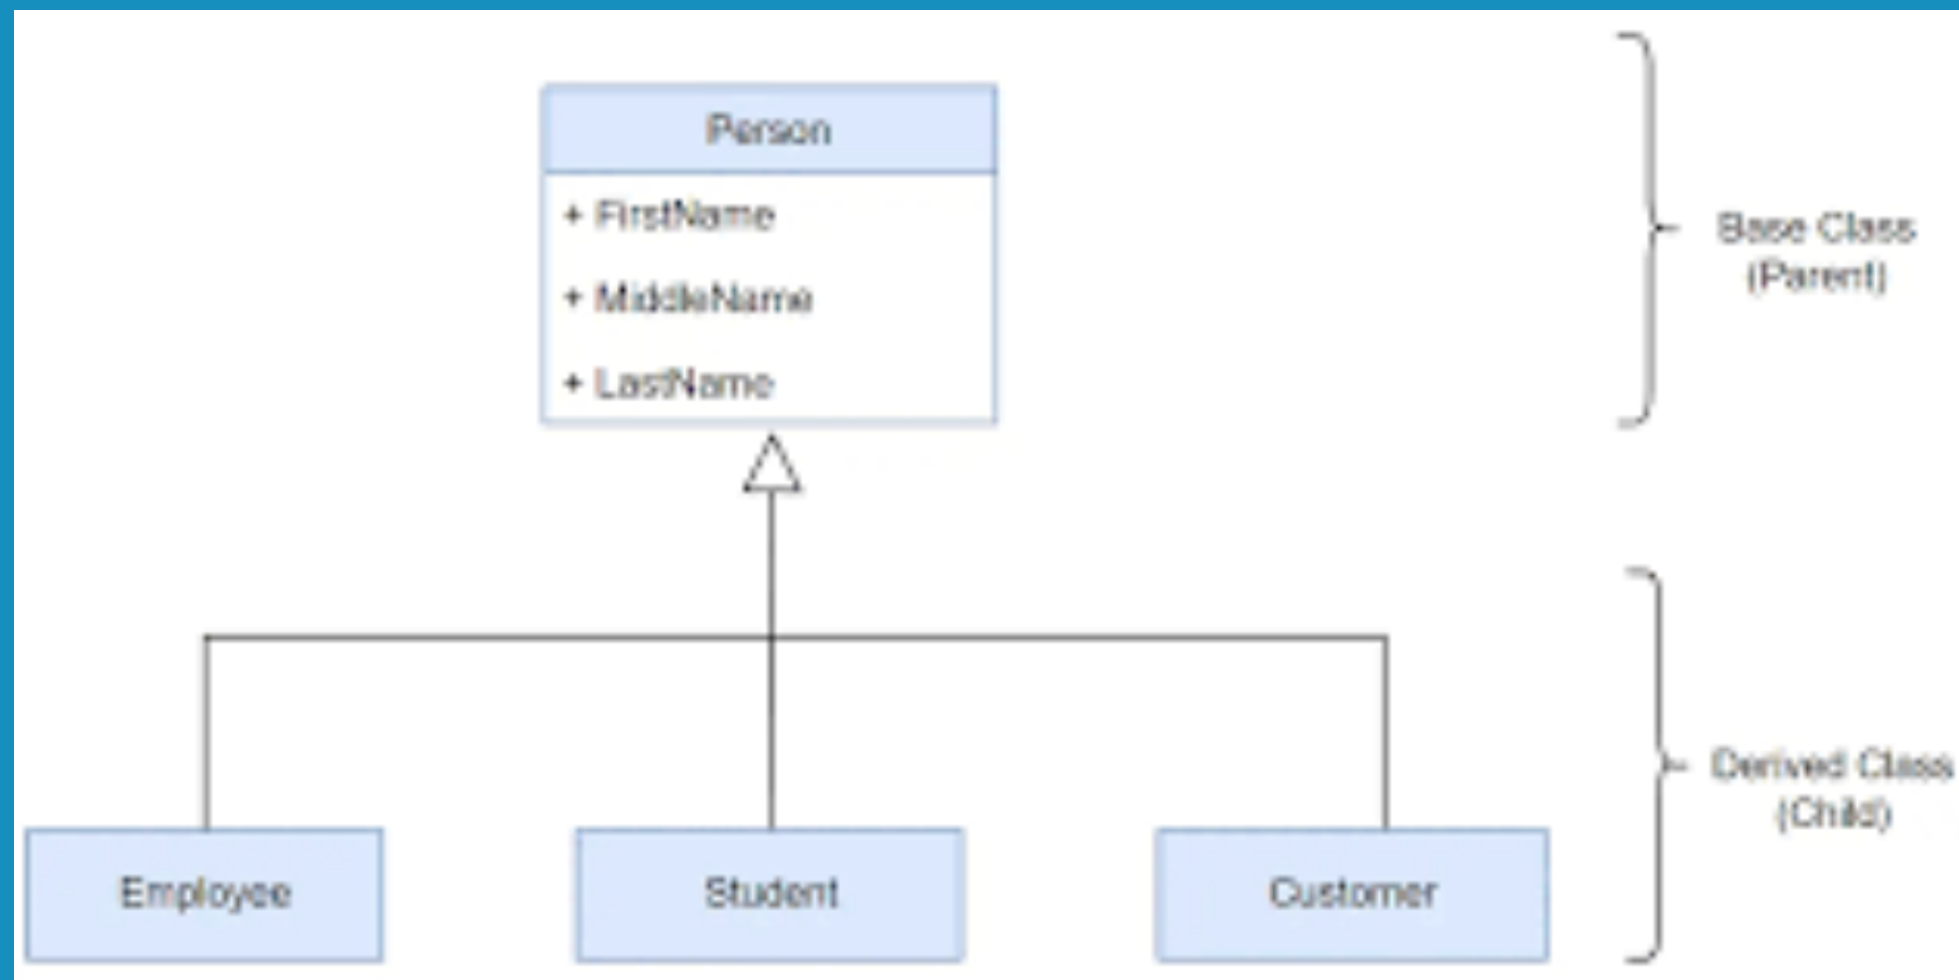 Person
+ FirstName
+ MiddleName
+ LastName
Base Class
(Parent)
Derived Class
(Child)
Employee
Student
Customer